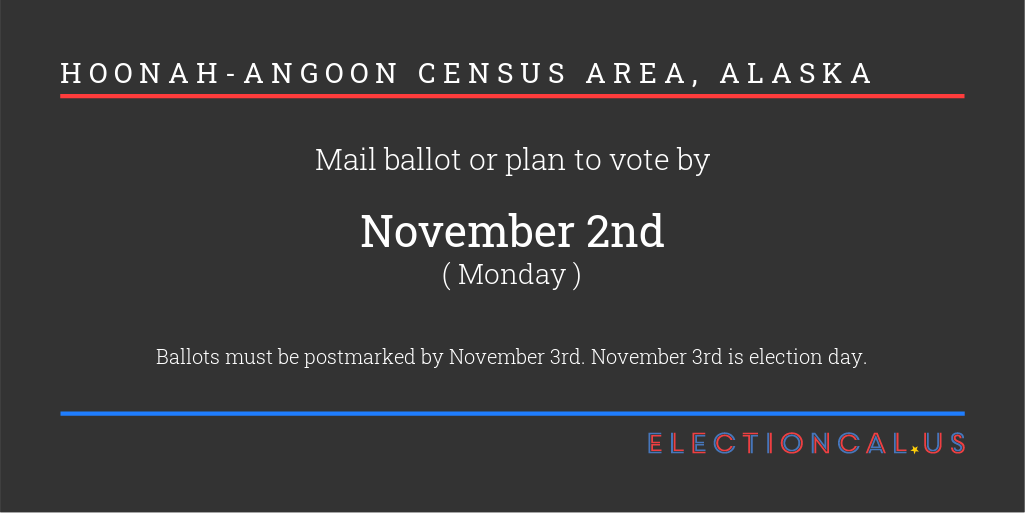 HOONAH-ANGOON CENSUS AREA, ALASKA
Mail ballot or plan to vote by
November 2nd
( Monday )
Ballots must be postmarked by November 3rd. November 3rd is election day.
ELECTIONCAL.US